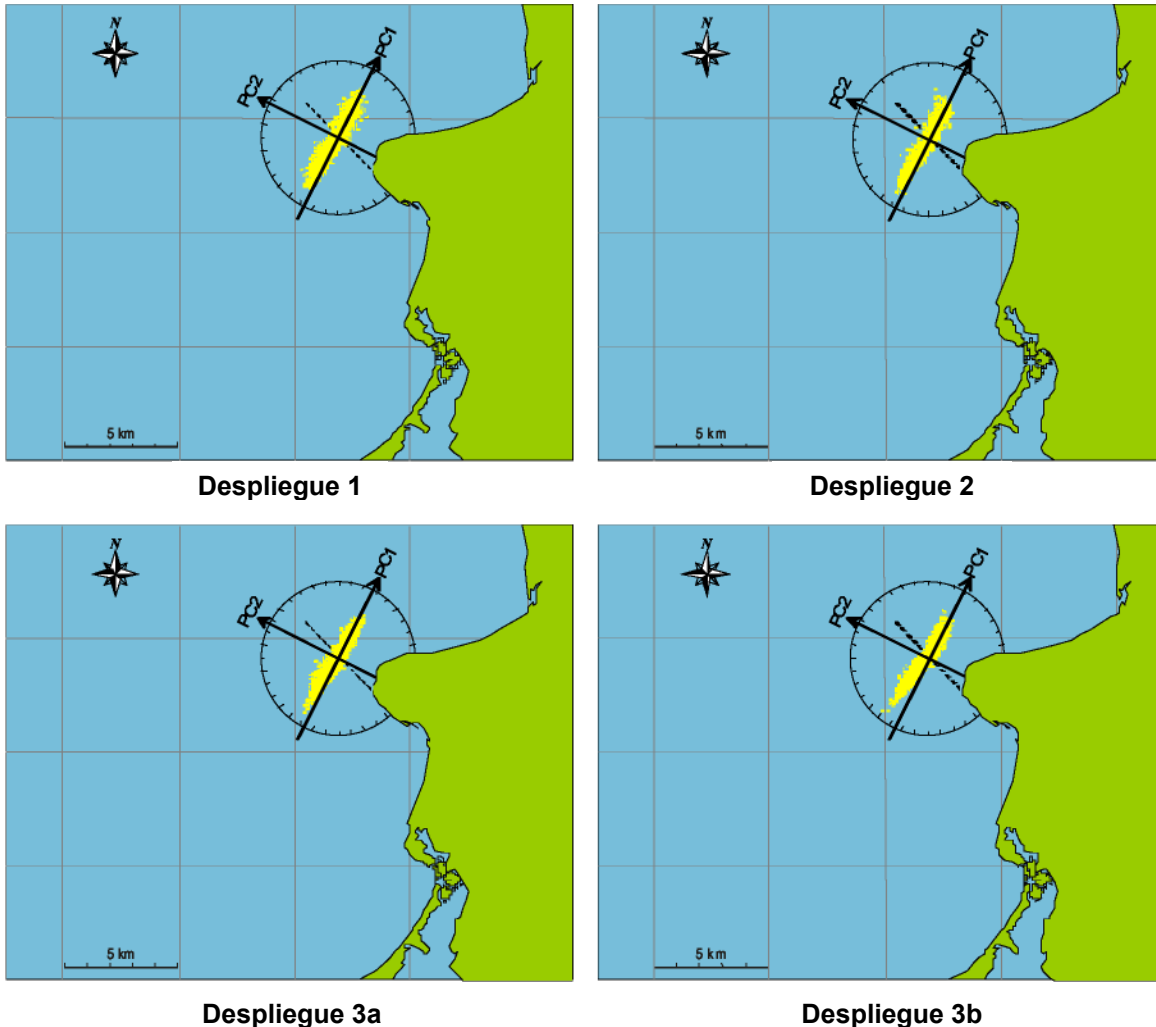 N
PC1
PC2
5 km
Despliegue 1
N
PC1
PC2
5 km
Despliegue 2
N
PC1
PC2
5 km
Despliegue 3a
N
PC1
PC2
5 km
Despliegue 3b